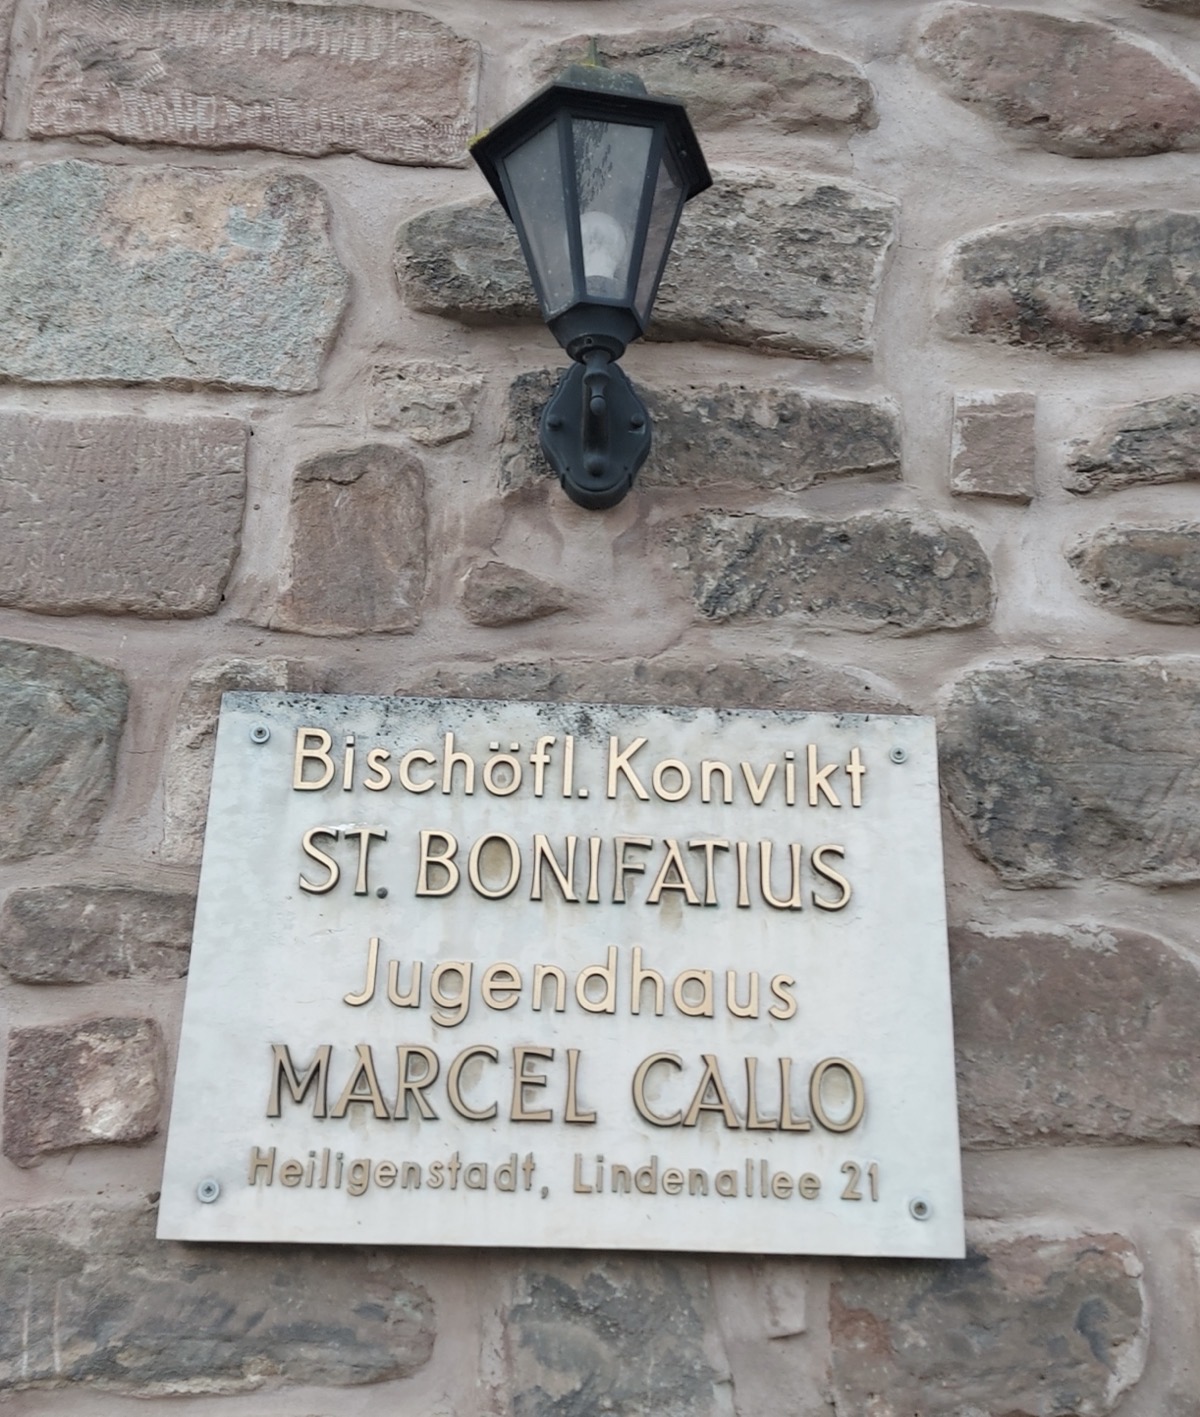 Bischöfl. Konvikt
ST. BONIFATIUS
Jugendhaus
MARCEL CALLO
Heiligenstadt, Lindenallee 21